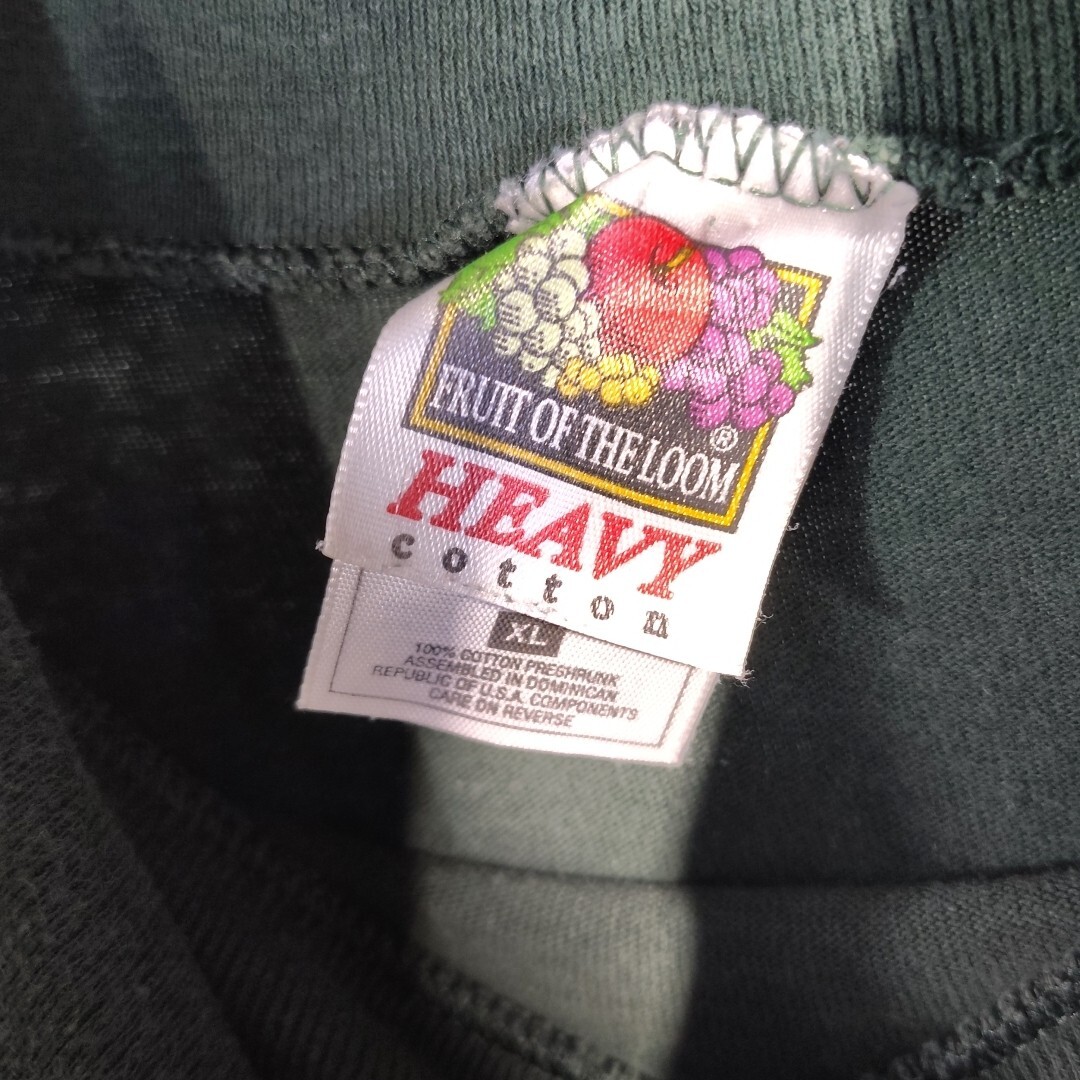 FRUIT OF THE LOOM ®
HEAVY
cotton
XL
100% COTTON PRESHRUNK
ASSEMBLED IN DOMINICAN
REPUBLIC OF U.S.A. COMPONENTS
CARE ON REVERSE